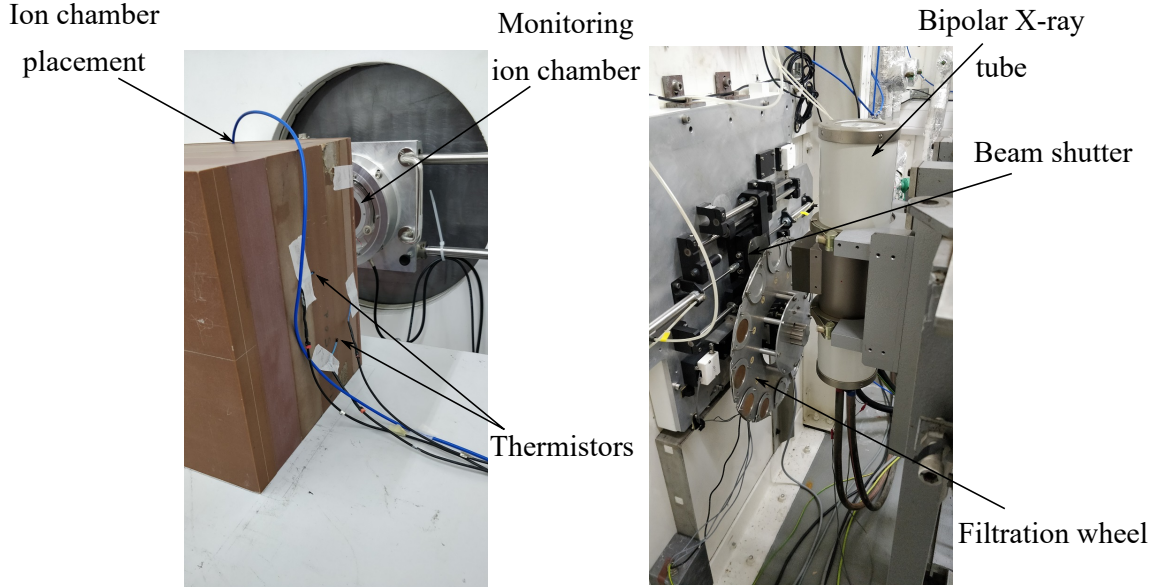 Ion chamber
placement
Monitoring
ion chamber
Thermistors
Bipolar X-ray
tube
Beam shutter
Filtration wheel